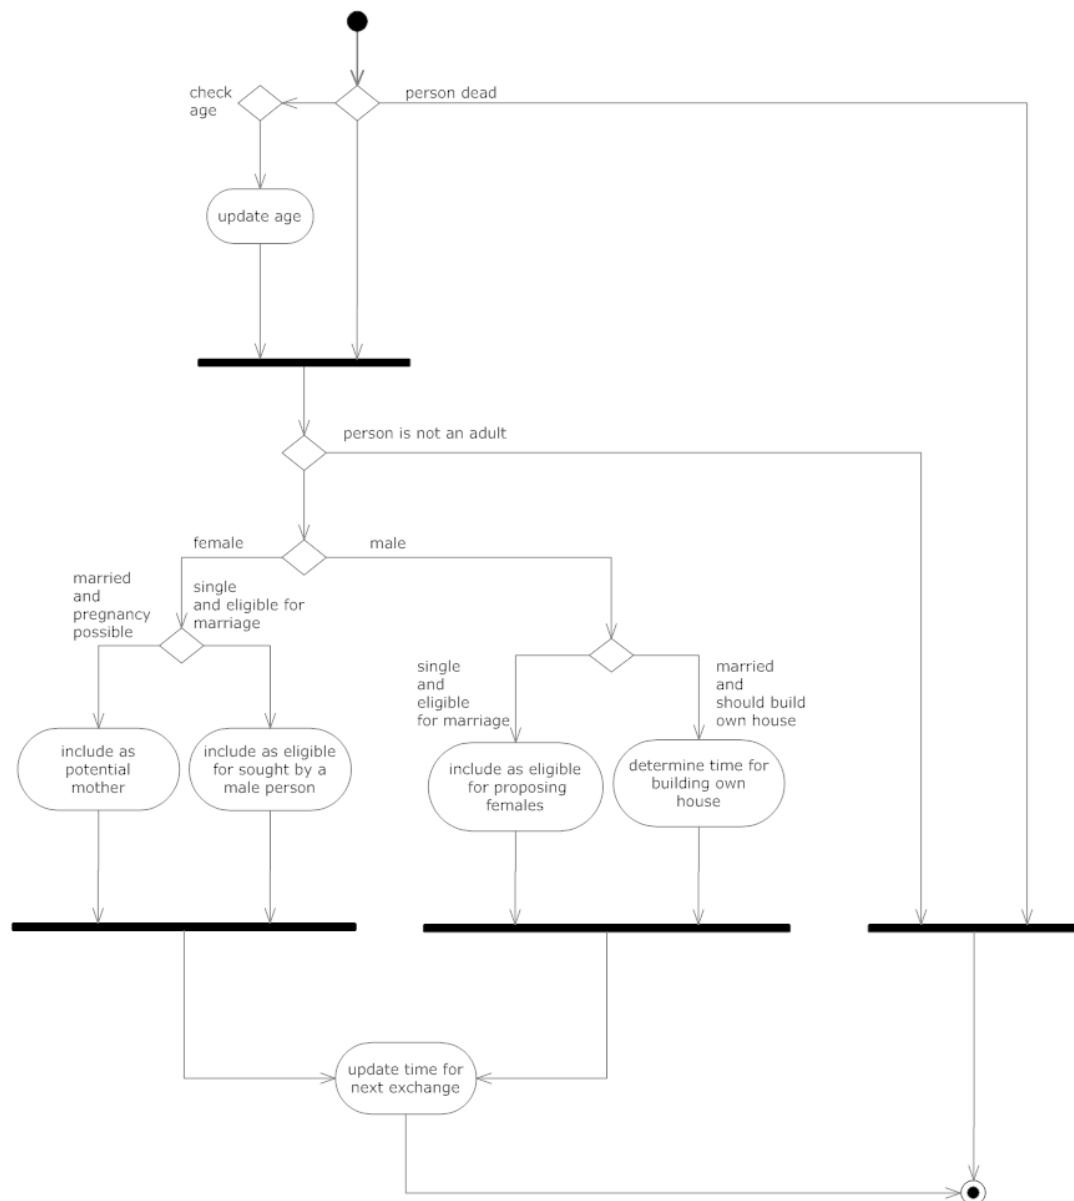 check
age
person dead
update age
person is not an adult
female
male
married
and
pregnancy
possible
single
and eligible for
marriage
single
and
eligible
for marriage
married
and
should build
own house
include as
potential
mother
include as eligible
for sought by a
male person
include as eligible
for proposing
females
determine time for
building own
house
update time for
next exchange